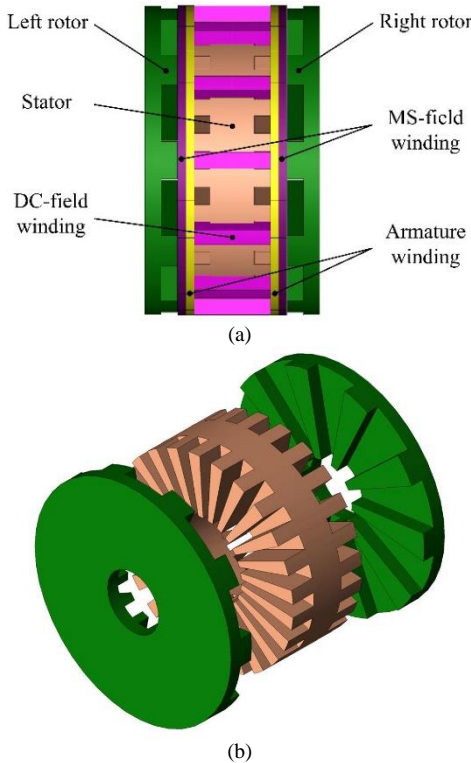 Left rotor
Right rotor
Stator
MS-field
winding
DC-field
winding
Armature
winding
(a)
(b)